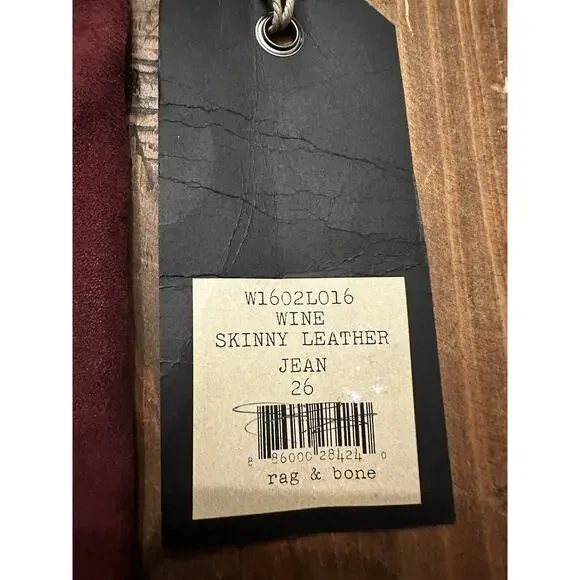 W1602L016
WINE
SKINNY LEATHER
JEAN
26
8 86000 28424 0
rag & bone